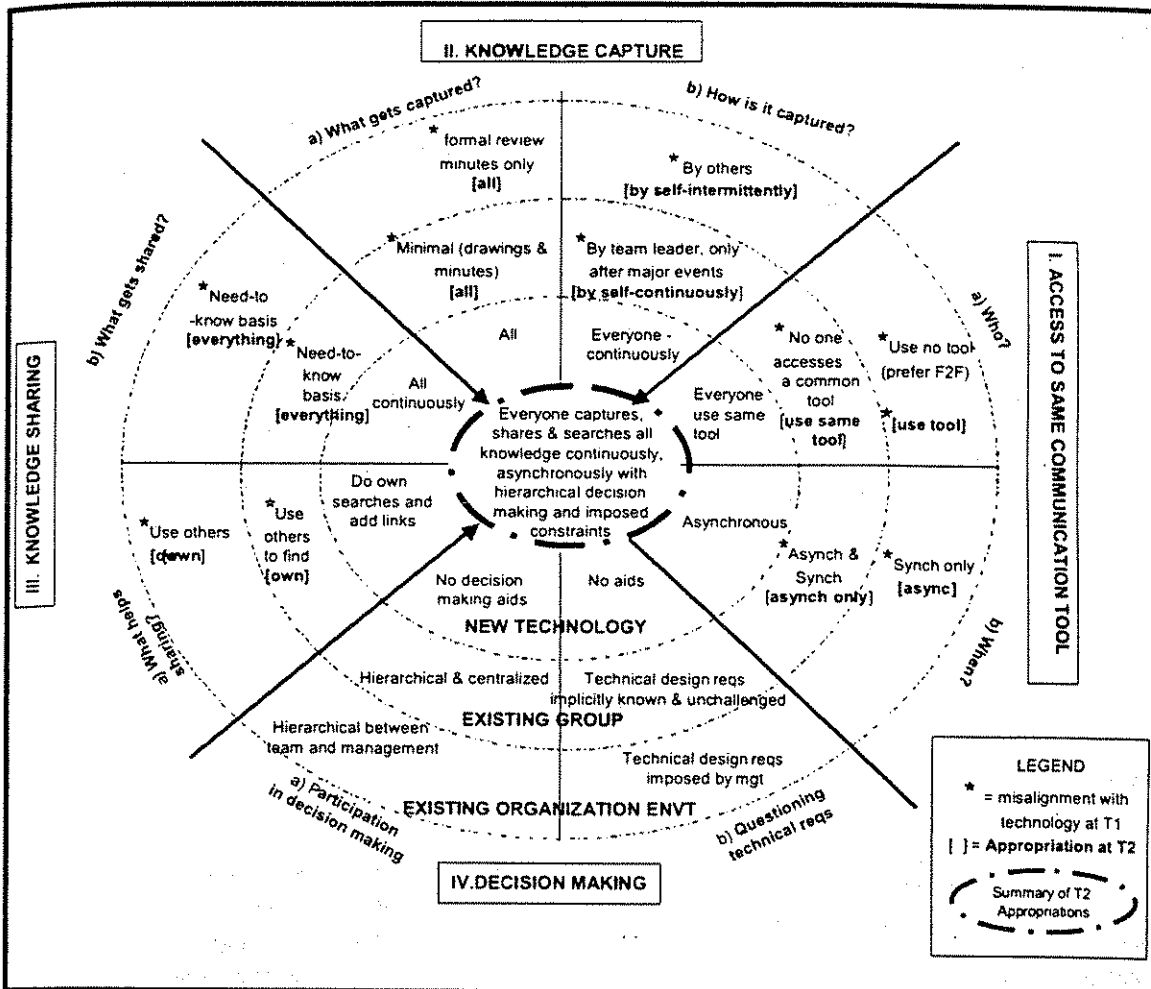 II. KNOWLEDGE CAPTURE
a) What gets captured?
b) How is it captured?
* formal review
minutes only
[all]
* By others
[by self-intermittently]
* Minimal (drawings &
minutes)
[all]
* By team leader, only
after major events
[by self-continuously]
All
Everyone -
continuously
b) What gets shared?
* Need-to
-know basis
[everything]
* Need-to-
know
basis
[everything]
All
continuously
III. KNOWLEDGE SHARING
I. ACCESS TO SAME COMMUNICATION TOOL
a) Who?
Everyone
use same
tool
* No one
accesses
a common
tool
[use same
tool]
* Use no tool
(prefer F2F)
* [use tool]
Everyone captures,
shares & searches all
knowledge continuously,
asynchronously with
hierarchical decision
making and imposed
constraints
Do own
searches and
add links
* Use
others
to find
[own]
* Use others
[own]
a) What helps
sharing?
Asynchronous
* Asynch &
Synch
[asynch only]
* Synch only
[async]
b) When?
No decision
making aids
No aids
NEW TECHNOLOGY
Hierarchical & centralized
Technical design reqs
implicitly known & unchallenged
EXISTING GROUP
Hierarchical between
team and management
Technical design reqs
imposed by mgt
EXISTING ORGANIZATION ENVT
a) Participation
in decision making
b) Questioning
technical reqs
IV.DECISION MAKING
LEGEND
* = misalignment with
technology at T1
[ ] = Appropriation at T2
Summary of T2
Appropriations